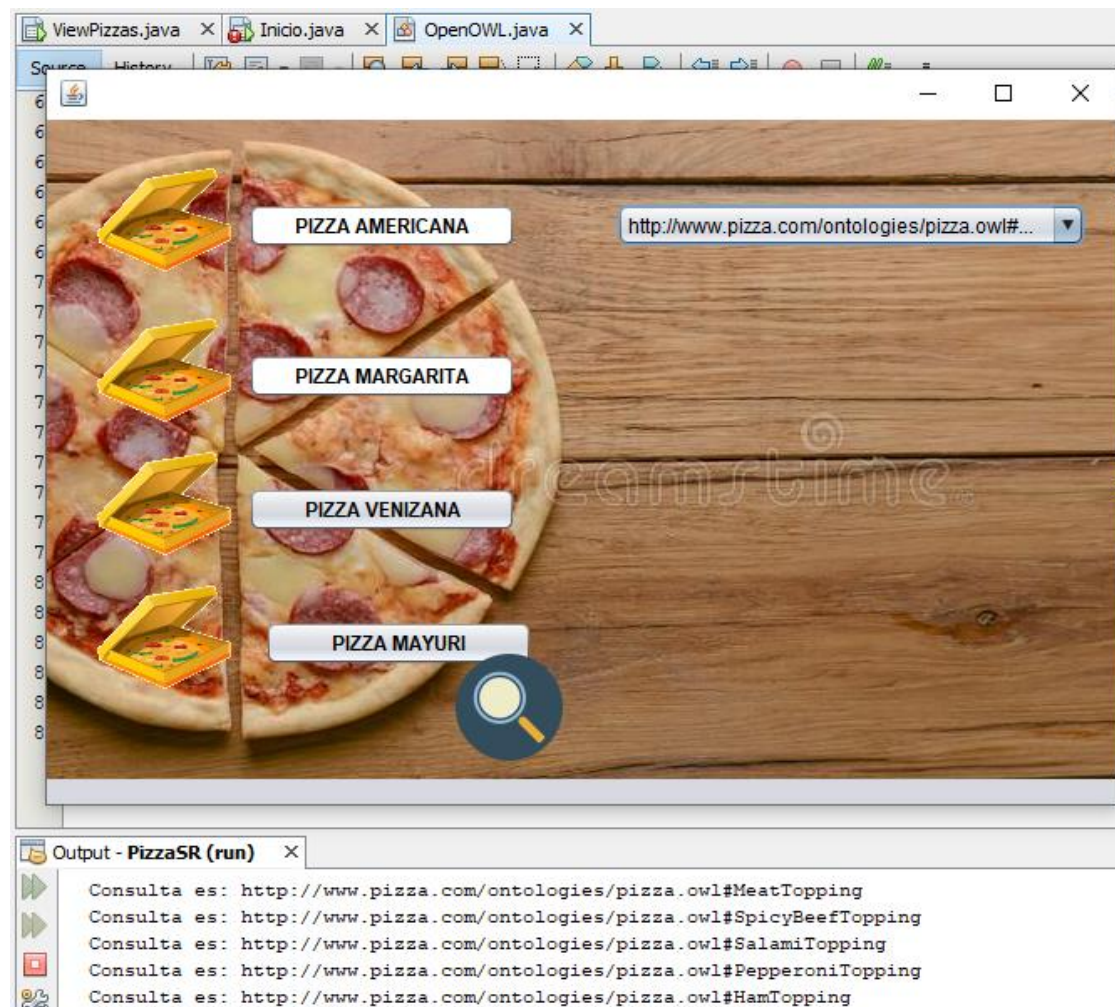 ViewPizzas.java
Inicio.java
OpenOWL.java
Source
History
PIZZA AMERICANA
http://www.pizza.com/ontologies/pizza.owl#...
PIZZA MARGARITA
dreamstime
PIZZA VENIZANA
PIZZA MAYURI
Output - PizzaSR (run)
Consulta es: http://www.pizza.com/ontologies/pizza.owl#MeatTopping
Consulta es: http://www.pizza.com/ontologies/pizza.owl#SpicyBeefTopping
Consulta es: http://www.pizza.com/ontologies/pizza.owl#SalamiTopping
Consulta es: http://www.pizza.com/ontologies/pizza.owl#PepperoniTopping
Consulta es: http://www.pizza.com/ontologies/pizza.owl#HamTopping